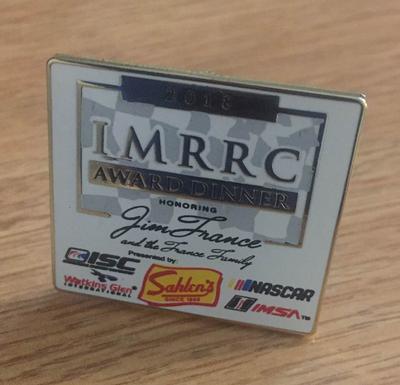 2018
IMRRC
AWARD DINNER
HONORING
Jim France
and the France Family
Presented by:
ISC
Watkins Glen
INTERNATIONAL
Sahlen's
SINCE 1869
NASCAR
IMSA